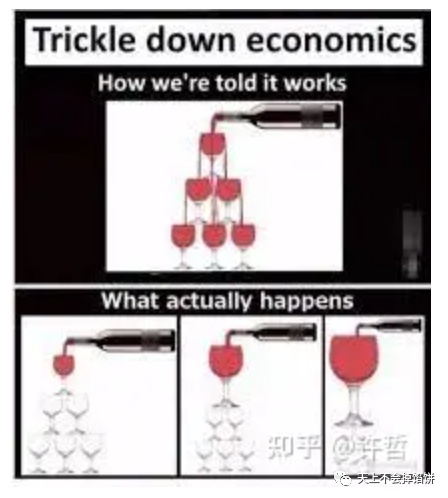 Trickle down economics
How we're told it works
What actually happens
知乎 @许哲
天上不会掉馅饼